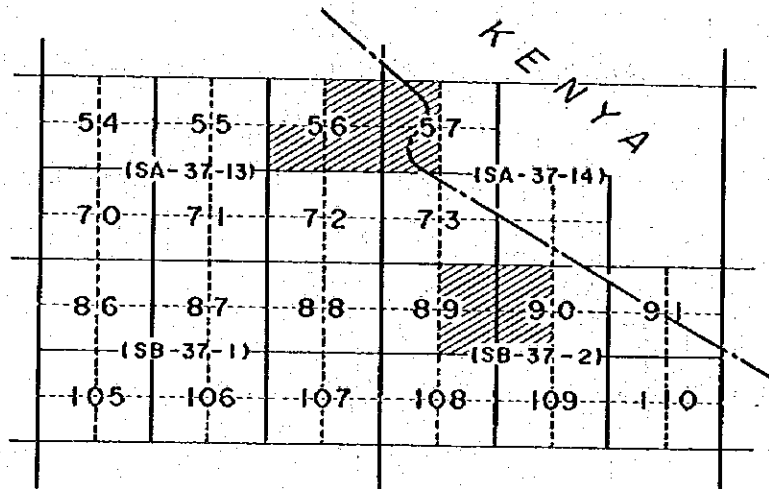 KENYA
54 55 56 57
(SA-37-13) (SA-37-14)
70 71 72 73
86 87 88 89 90 91
(SB-37-1) (SB-37-2)
105 106 107 108 109 110